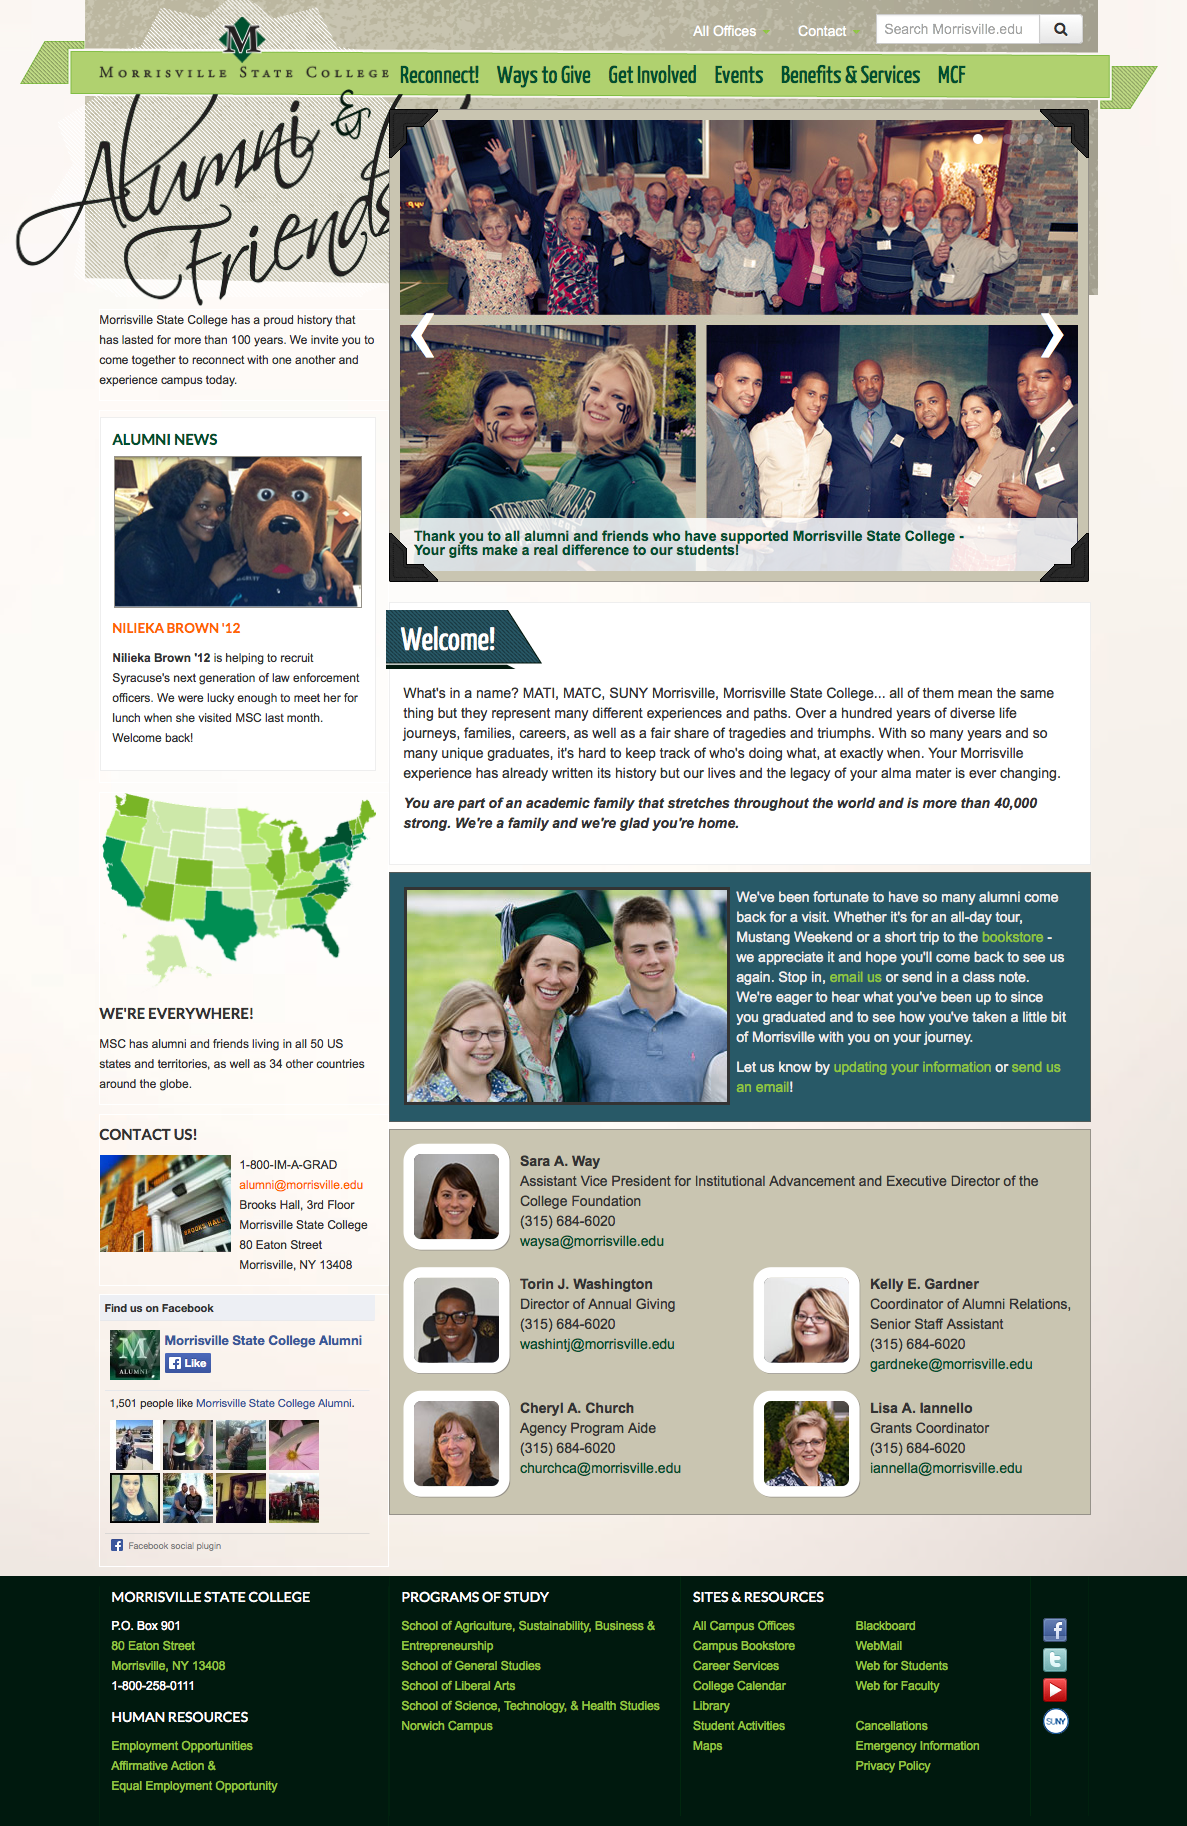 All Offices
Contact
Search Morrisville.edu
M
MORRISVILLE STATE COLLEGE
Reconnect!
Ways to Give
Get Involved
Events
Benefits & Services
MCF
Alumni &
Friends
Morrisville State College has a proud history that
has lasted for more than 100 years. We invite you to
come together to reconnect with one another and
experience campus today.
Thank you to all alumni and friends who have supported Morrisville State College -
Your gifts make a real difference to our students!
ALUMNI NEWS
NILIEKA BROWN '12
Nilieka Brown '12 is helping to recruit
Syracuse's next generation of law enforcement
officers. We were lucky enough to meet her for
lunch when she visited MSC last month.
Welcome back!
WE'RE EVERYWHERE!
MSC has alumni and friends living in all 50 US
states and territories, as well as 34 other countries
around the globe.
CONTACT US!
BROOKS HALL
1-800-IM-A-GRAD
alumni@morrisville.edu
Brooks Hall, 3rd Floor
Morrisville State College
80 Eaton Street
Morrisville, NY 13408
Find us on Facebook
M
ALUMNI
Morrisville State College Alumni
Like
1,501 people like Morrisville State College Alumni.
Facebook social plugin
Welcome!
What's in a name? MATI, MATC, SUNY Morrisville, Morrisville State College... all of them mean the same
thing but they represent many different experiences and paths. Over a hundred years of diverse life
journeys, families, careers, as well as a fair share of tragedies and triumphs. With so many years and so
many unique graduates, it's hard to keep track of who's doing what, at exactly when. Your Morrisville
experience has already written its history but our lives and the legacy of your alma mater is ever changing.
You are part of an academic family that stretches throughout the world and is more than 40,000
strong. We're a family and we're glad you're home.
We've been fortunate to have so many alumni come
back for a visit. Whether it's for an all-day tour,
Mustang Weekend or a short trip to the bookstore -
we appreciate it and hope you'll come back to see us
again. Stop in, email us or send in a class note.
We're eager to hear what you've been up to since
you graduated and to see how you've taken a little bit
of Morrisville with you on your journey.
Let us know by updating your information or send us
an email!
Sara A. Way
Assistant Vice President for Institutional Advancement and Executive Director of the
College Foundation
(315) 684-6020
waysa@morrisville.edu
Torin J. Washington
Director of Annual Giving
(315) 684-6020
washintj@morrisville.edu
Kelly E. Gardner
Coordinator of Alumni Relations,
Senior Staff Assistant
(315) 684-6020
gardneke@morrisville.edu
Cheryl A. Church
Agency Program Aide
(315) 684-6020
churchca@morrisville.edu
Lisa A. Iannello
Grants Coordinator
(315) 684-6020
iannella@morrisville.edu
MORRISVILLE STATE COLLEGE
P.O. Box 901
80 Eaton Street
Morrisville, NY 13408
1-800-258-0111
HUMAN RESOURCES
Employment Opportunities
Affirmative Action &
Equal Employment Opportunity
PROGRAMS OF STUDY
School of Agriculture, Sustainability, Business &
Entrepreneurship
School of General Studies
School of Liberal Arts
School of Science, Technology, & Health Studies
Norwich Campus
SITES & RESOURCES
All Campus Offices
Campus Bookstore
Career Services
College Calendar
Library
Student Activities
Maps
Blackboard
WebMail
Web for Students
Web for Faculty
Cancellations
Emergency Information
Privacy Policy
SUNY